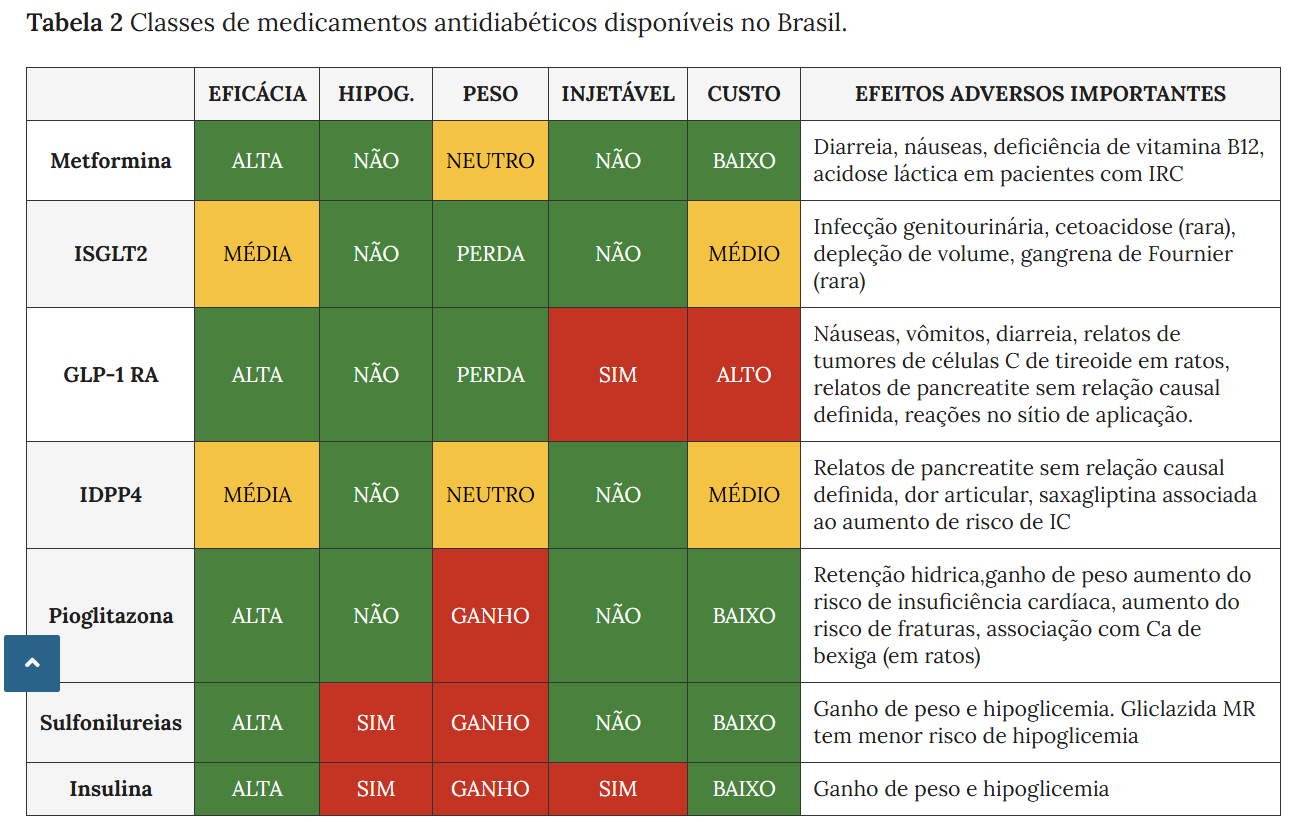 Tabela 2 Classes de medicamentos antidiabéticos disponíveis no Brasil.
EFICÁCIA HIPOG. PESO INJETÁVEL CUSTO EFEITOS ADVERSOS IMPORTANTES
Metformina ALTA NÃO NEUTRO NÃO BAIXO
Diarreia, náuseas, deficiência de vitamina B12,
acidose láctica em pacientes com IRC
ISGLT2 MÉDIA NÃO PERDA NÃO MÉDIO
Infecção genitourinária, cetoacidose (rara),
depleção de volume, gangrena de Fournier
(rara)
GLP-1 RA ALTA NÃO PERDA SIM ALTO
Náuseas, vômitos, diarreia, relatos de
tumores de células C de tireoide em ratos,
relatos de pancreatite sem relação causal
definida, reações no sítio de aplicação.
IDPP4 MÉDIA NÃO NEUTRO NÃO MÉDIO
Relatos de pancreatite sem relação causal
definida, dor articular, saxagliptina associada
ao aumento de risco de IC
Pioglitazona ALTA NÃO GANHO NÃO BAIXO
Retenção hidrica,ganho de peso aumento do
risco de insuficiência cardíaca, aumento do
risco de fraturas, associação com Ca de
bexiga (em ratos)
Sulfonilureias ALTA SIM GANHO NÃO BAIXO
Ganho de peso e hipoglicemia. Gliclazida MR
tem menor risco de hipoglicemia
Insulina ALTA SIM GANHO SIM BAIXO
Ganho de peso e hipoglicemia